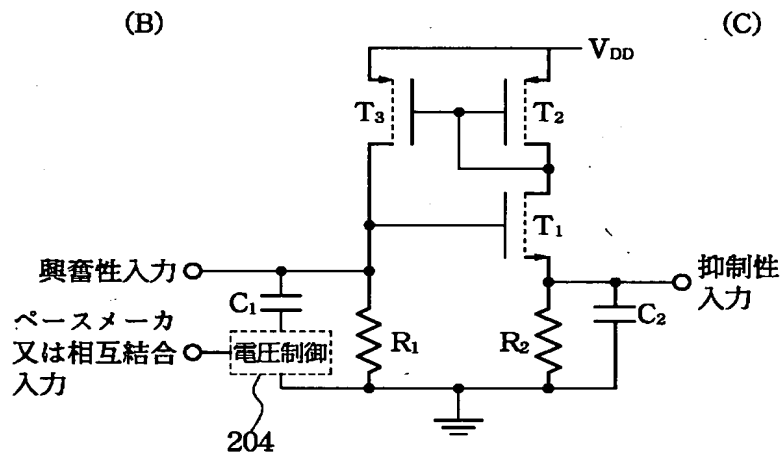 (B)
(C)
VDD
T3
T2
T1
興奮性入力
C1
ペースメーカ
又は相互結合
入力
電圧制御
R1
R2
C2
抑制性
入力
204